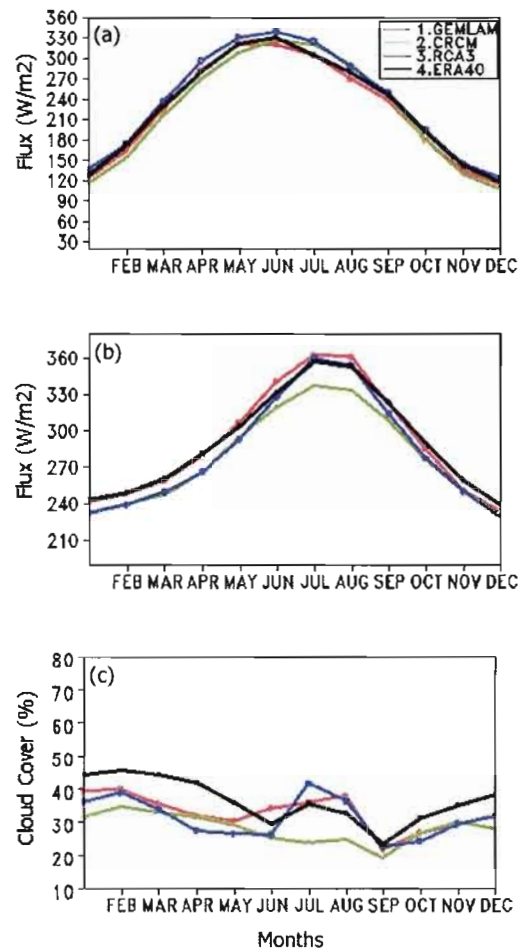 (a)
Flux (W/m2)
360
330
300
270
240
210
180
150
120
90
60
30
1.GEMLAM
2.CRCM
3.RCA3
4.ERA40
FEB MAR APR MAY JUN JUL AUG SEP OCT NOV DEC
(b)
Flux (W/m2)
360
330
300
270
240
210
FEB MAR APR MAY JUN JUL AUG SEP OCT NOV DEC
(c)
Cloud Cover (%)
80
70
60
50
40
30
20
10
FEB MAR APR MAY JUN JUL AUG SEP OCT NOV DEC
Months